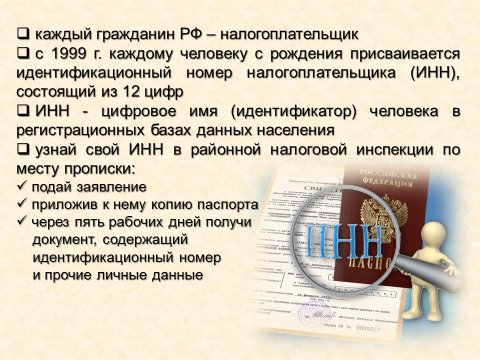 каждый гражданин РФ – налогоплательщик
с 1999 г. каждому человеку с рождения присваивается
идентификационный номер налогоплательщика (ИНН),
состоящий из 12 цифр
ИНН - цифровое имя (идентификатор) человека в
регистрационных базах данных населения
узнай свой ИНН в районной налоговой инспекции по
месту прописки:
подай заявление
приложив к нему копию паспорта
через пять рабочих дней получи
документ, содержащий
идентификационный номер
и прочие личные данные
РОССИЙСКАЯ
ФЕДЕРАЦИЯ
ИНН
ПАСПОРТ